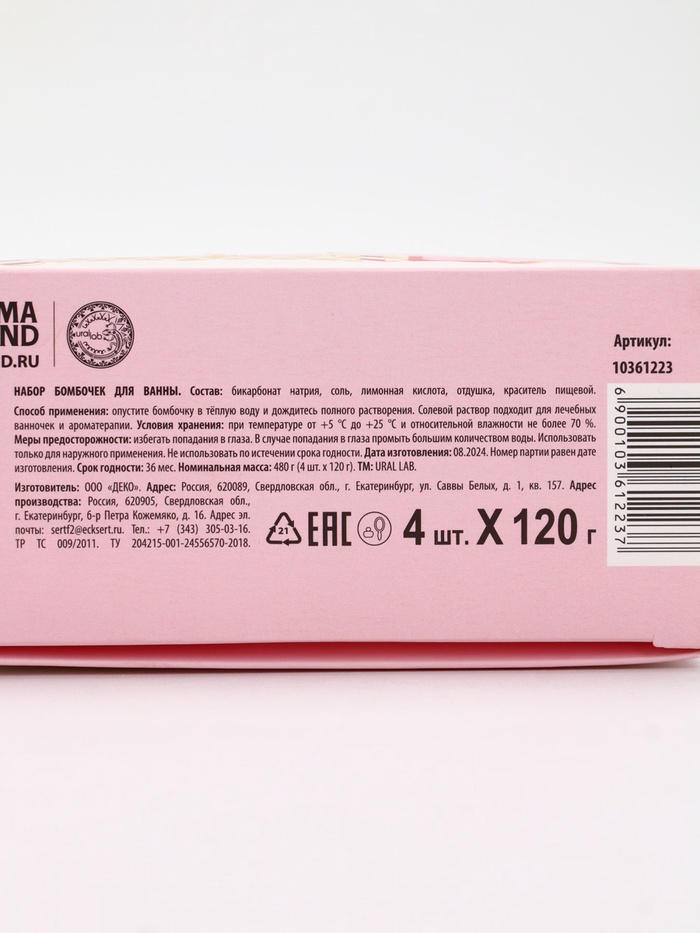 MA
ND
D.RU
ural lab
Артикул:
10361223
НАБОР БОМБОЧЕК ДЛЯ ВАННЫ. Состав: бикарбонат натрия, соль, лимонная кислота, отдушка, краситель пищевой.
Способ применения: опустите бомбочку в тёплую воду и дождитесь полного растворения. Солевой раствор подходит для лечебных
ванночек и ароматерапии. Условия хранения: при температуре от +5 °С до +25 °С и относительной влажности не более 70 %.
Меры предосторожности: избегать попадания в глаза. В случае попадания в глаза промыть большим количеством воды. Использовать
только для наружного применения. Не использовать по истечении срока годности. Дата изготовления: 08.2024. Номер партии равен дате
изготовления. Срок годности: 36 мес. Номинальная масса: 480 г (4 шт. x 120 г). ТМ: URAL LAB.
Изготовитель: ООО «ДЕКО». Адрес: Россия, 620089, Свердловская обл., г. Екатеринбург, ул. Саввы Белых, д. 1, кв. 157. Адрес
производства: Россия, 620905, Свердловская обл.,
г. Екатеринбург, б-р Петра Кожемяко, д. 16. Адрес эл.
почты: sertf2@ecksert.ru. Тел.: +7 (343) 305-03-16.
ТР ТС 009/2011. ТУ 204215-001-24556570-2018.
21
EAC
4 шт. X 120 г
6900103612237